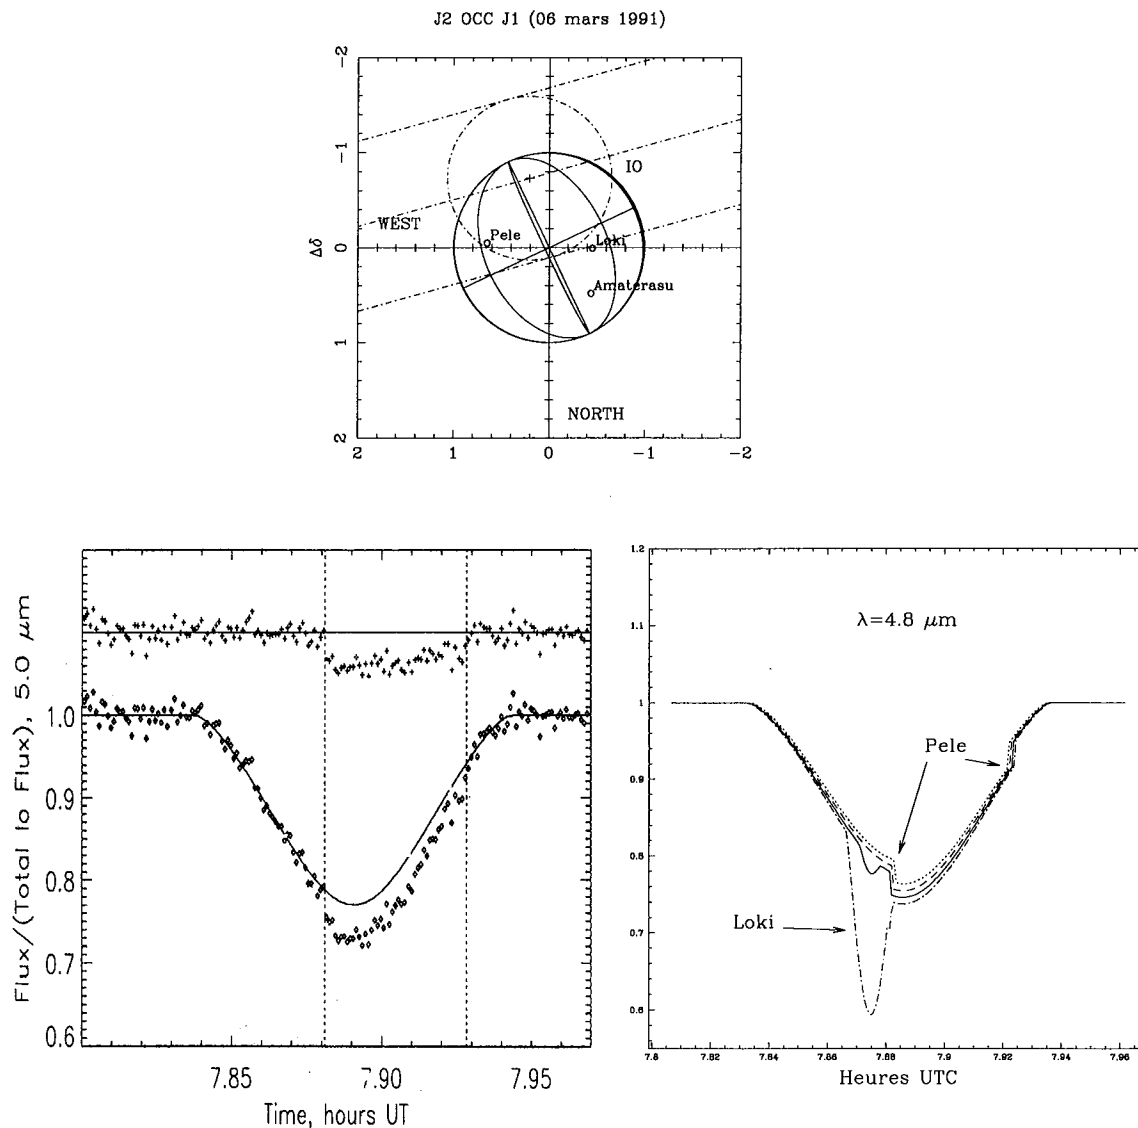 J2 OCC J1 (06 mars 1991)
-2
-1
0
1
2
Δδ
IO
WEST
Pele
Loki
Amaterasu
NORTH
2 1 0 -1 -2
Flux/(Total Io Flux), 5.0 μm
1.0
0.9
0.8
0.7
0.6
7.85 7.90 7.95
Time, hours UT
1.2
1.1
1
0.9
0.8
0.7
0.6
λ=4.8 μm
Pele
Loki
7.8 7.82 7.84 7.86 7.88 7.9 7.92 7.94 7.96
Heures UTC